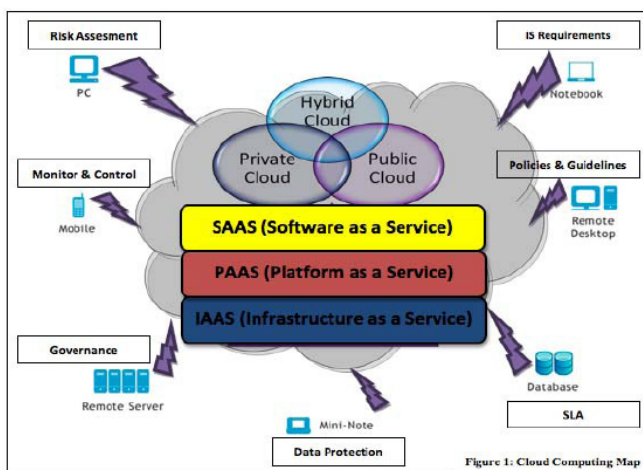 Risk Assesment
PC
IS Requirements
Notebook
Hybrid
Cloud
Private
Cloud
Public
Cloud
Monitor & Control
Mobile
Policies & Guidelines
Remote
Desktop
SAAS (Software as a Service)
PAAS (Platform as a Service)
IAAS (Infrastructure as a Service)
Governance
Remote Server
Database
SLA
Mini-Note
Data Protection
Figure 1: Cloud Computing Map